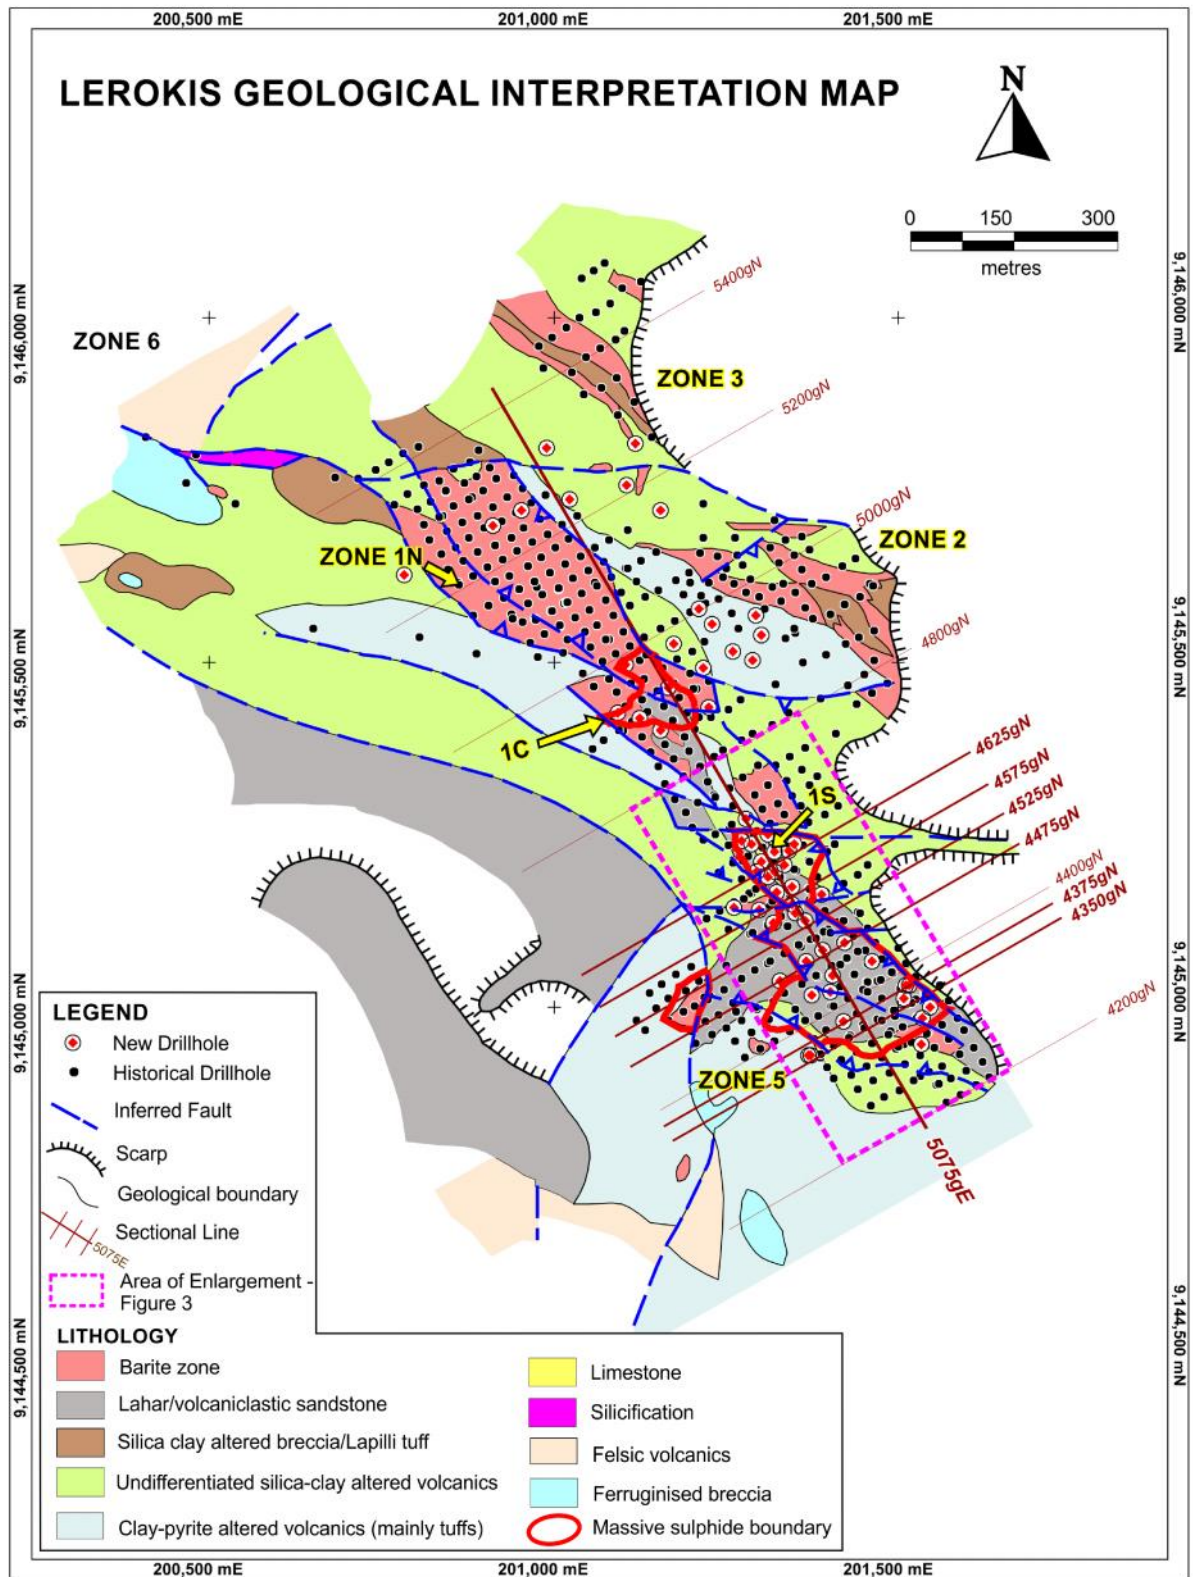 200,500 mE
201,000 mE
201,500 mE
LEROKIS GEOLOGICAL INTERPRETATION MAP
N
0 150 300
metres
9,146,000 mN
9,146,000 mN
5400gN
ZONE 6
ZONE 3
5200gN
5000gN
ZONE 2
ZONE 1N
4800gN
9,145,500 mN
9,145,500 mN
1C
4625gN
4575gN
1S
4525gN
4475gN
4400gN
4375gN
4350gN
9,145,000 mN
9,145,000 mN
4200gN
ZONE 5
5075gE
LEGEND
New Drillhole
Historical Drillhole
Inferred Fault
Scarp
Geological boundary
Sectional Line
5075E
Area of Enlargement -
Figure 3
LITHOLOGY
Barite zone
Lahar/volcaniclastic sandstone
Silica clay altered breccia/Lapilli tuff
Undifferentiated silica-clay altered volcanics
Clay-pyrite altered volcanics (mainly tuffs)
Limestone
Silicification
Felsic volcanics
Ferruginised breccia
Massive sulphide boundary
9,144,500 mN
9,144,500 mN
200,500 mE
201,000 mE
201,500 mE